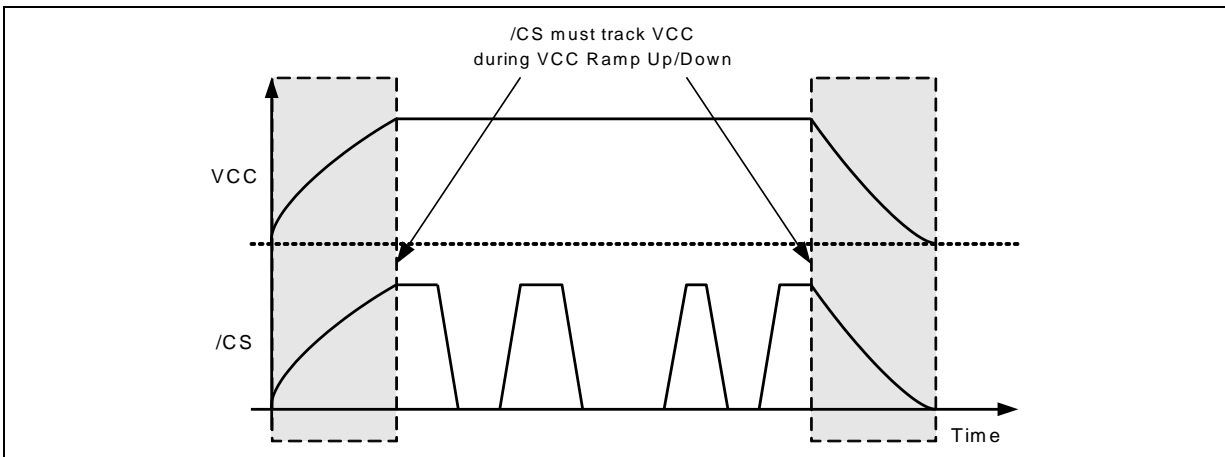 /CS must track VCC
during VCC Ramp Up/Down
VCC
/CS
Time